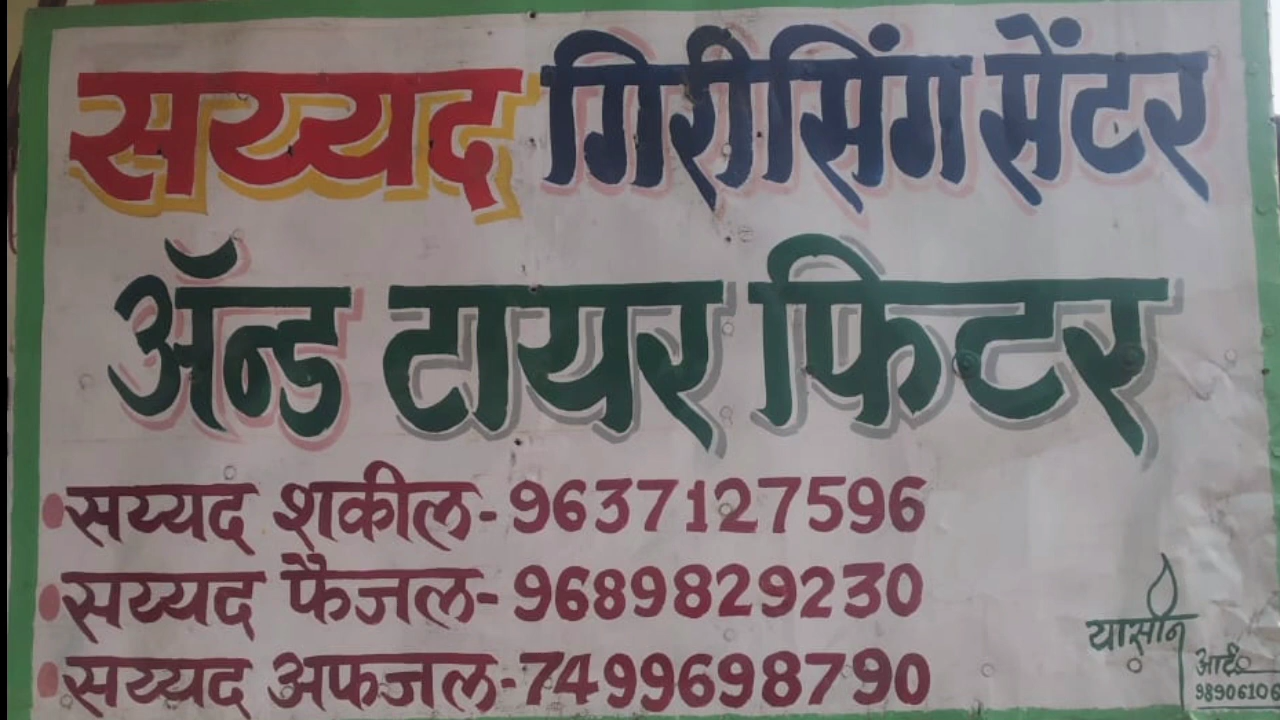 सय्यद गिरीसिंग सेंटर
ॲन्ड टायर फिटर
सय्यद शकील-9637127596
सय्यद फैजल-9689829230
सय्यद अफजल-7499698790
यासीन
आर्ट
98906106